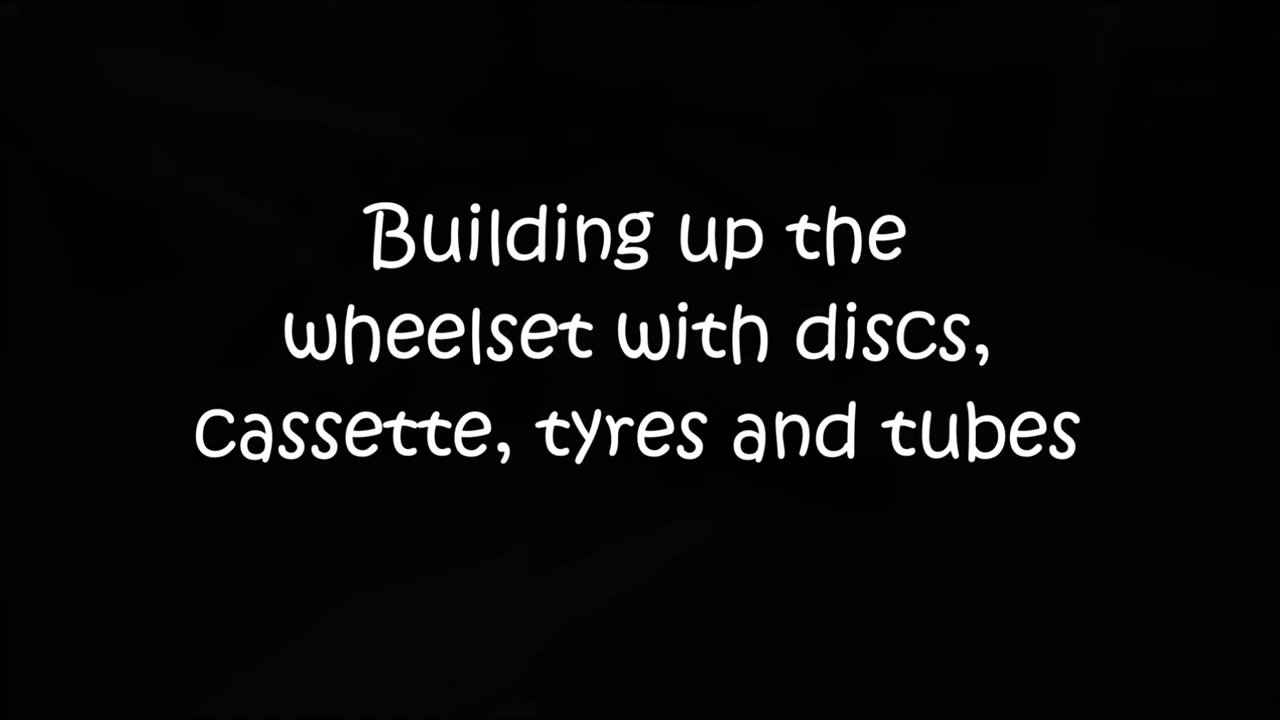 Building up the
wheelset with discs,
cassette, tyres and tubes